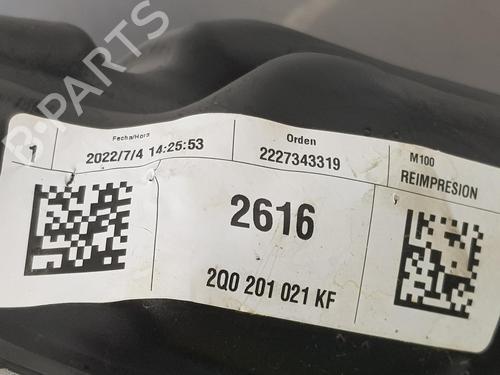 B-PARTS
1
Fecha/Hora
2022/7/4 14:25:53
Orden
2227343319
M100
REIMPRESION
2616
2Q0 201 021 KF